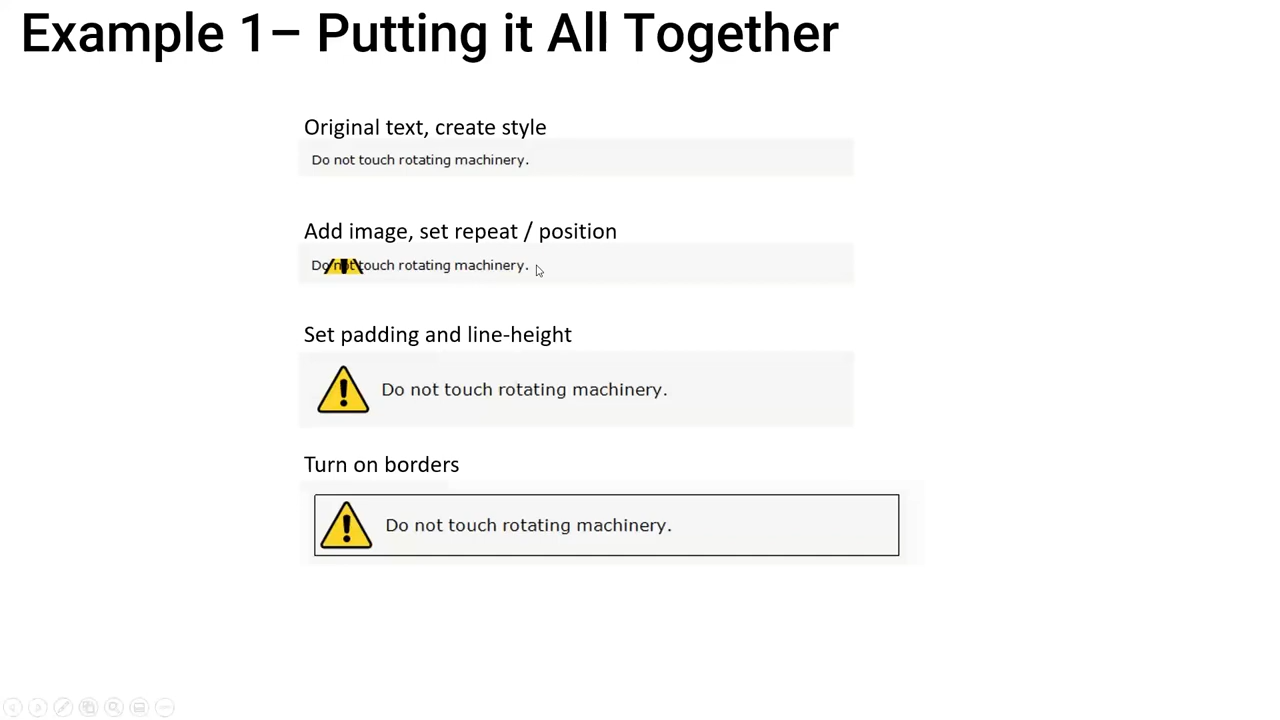 Example 1– Putting it All Together
Original text, create style
Do not touch rotating machinery.
Add image, set repeat / position
Do not touch rotating machinery.
Set padding and line-height
Do not touch rotating machinery.
Turn on borders
Do not touch rotating machinery.